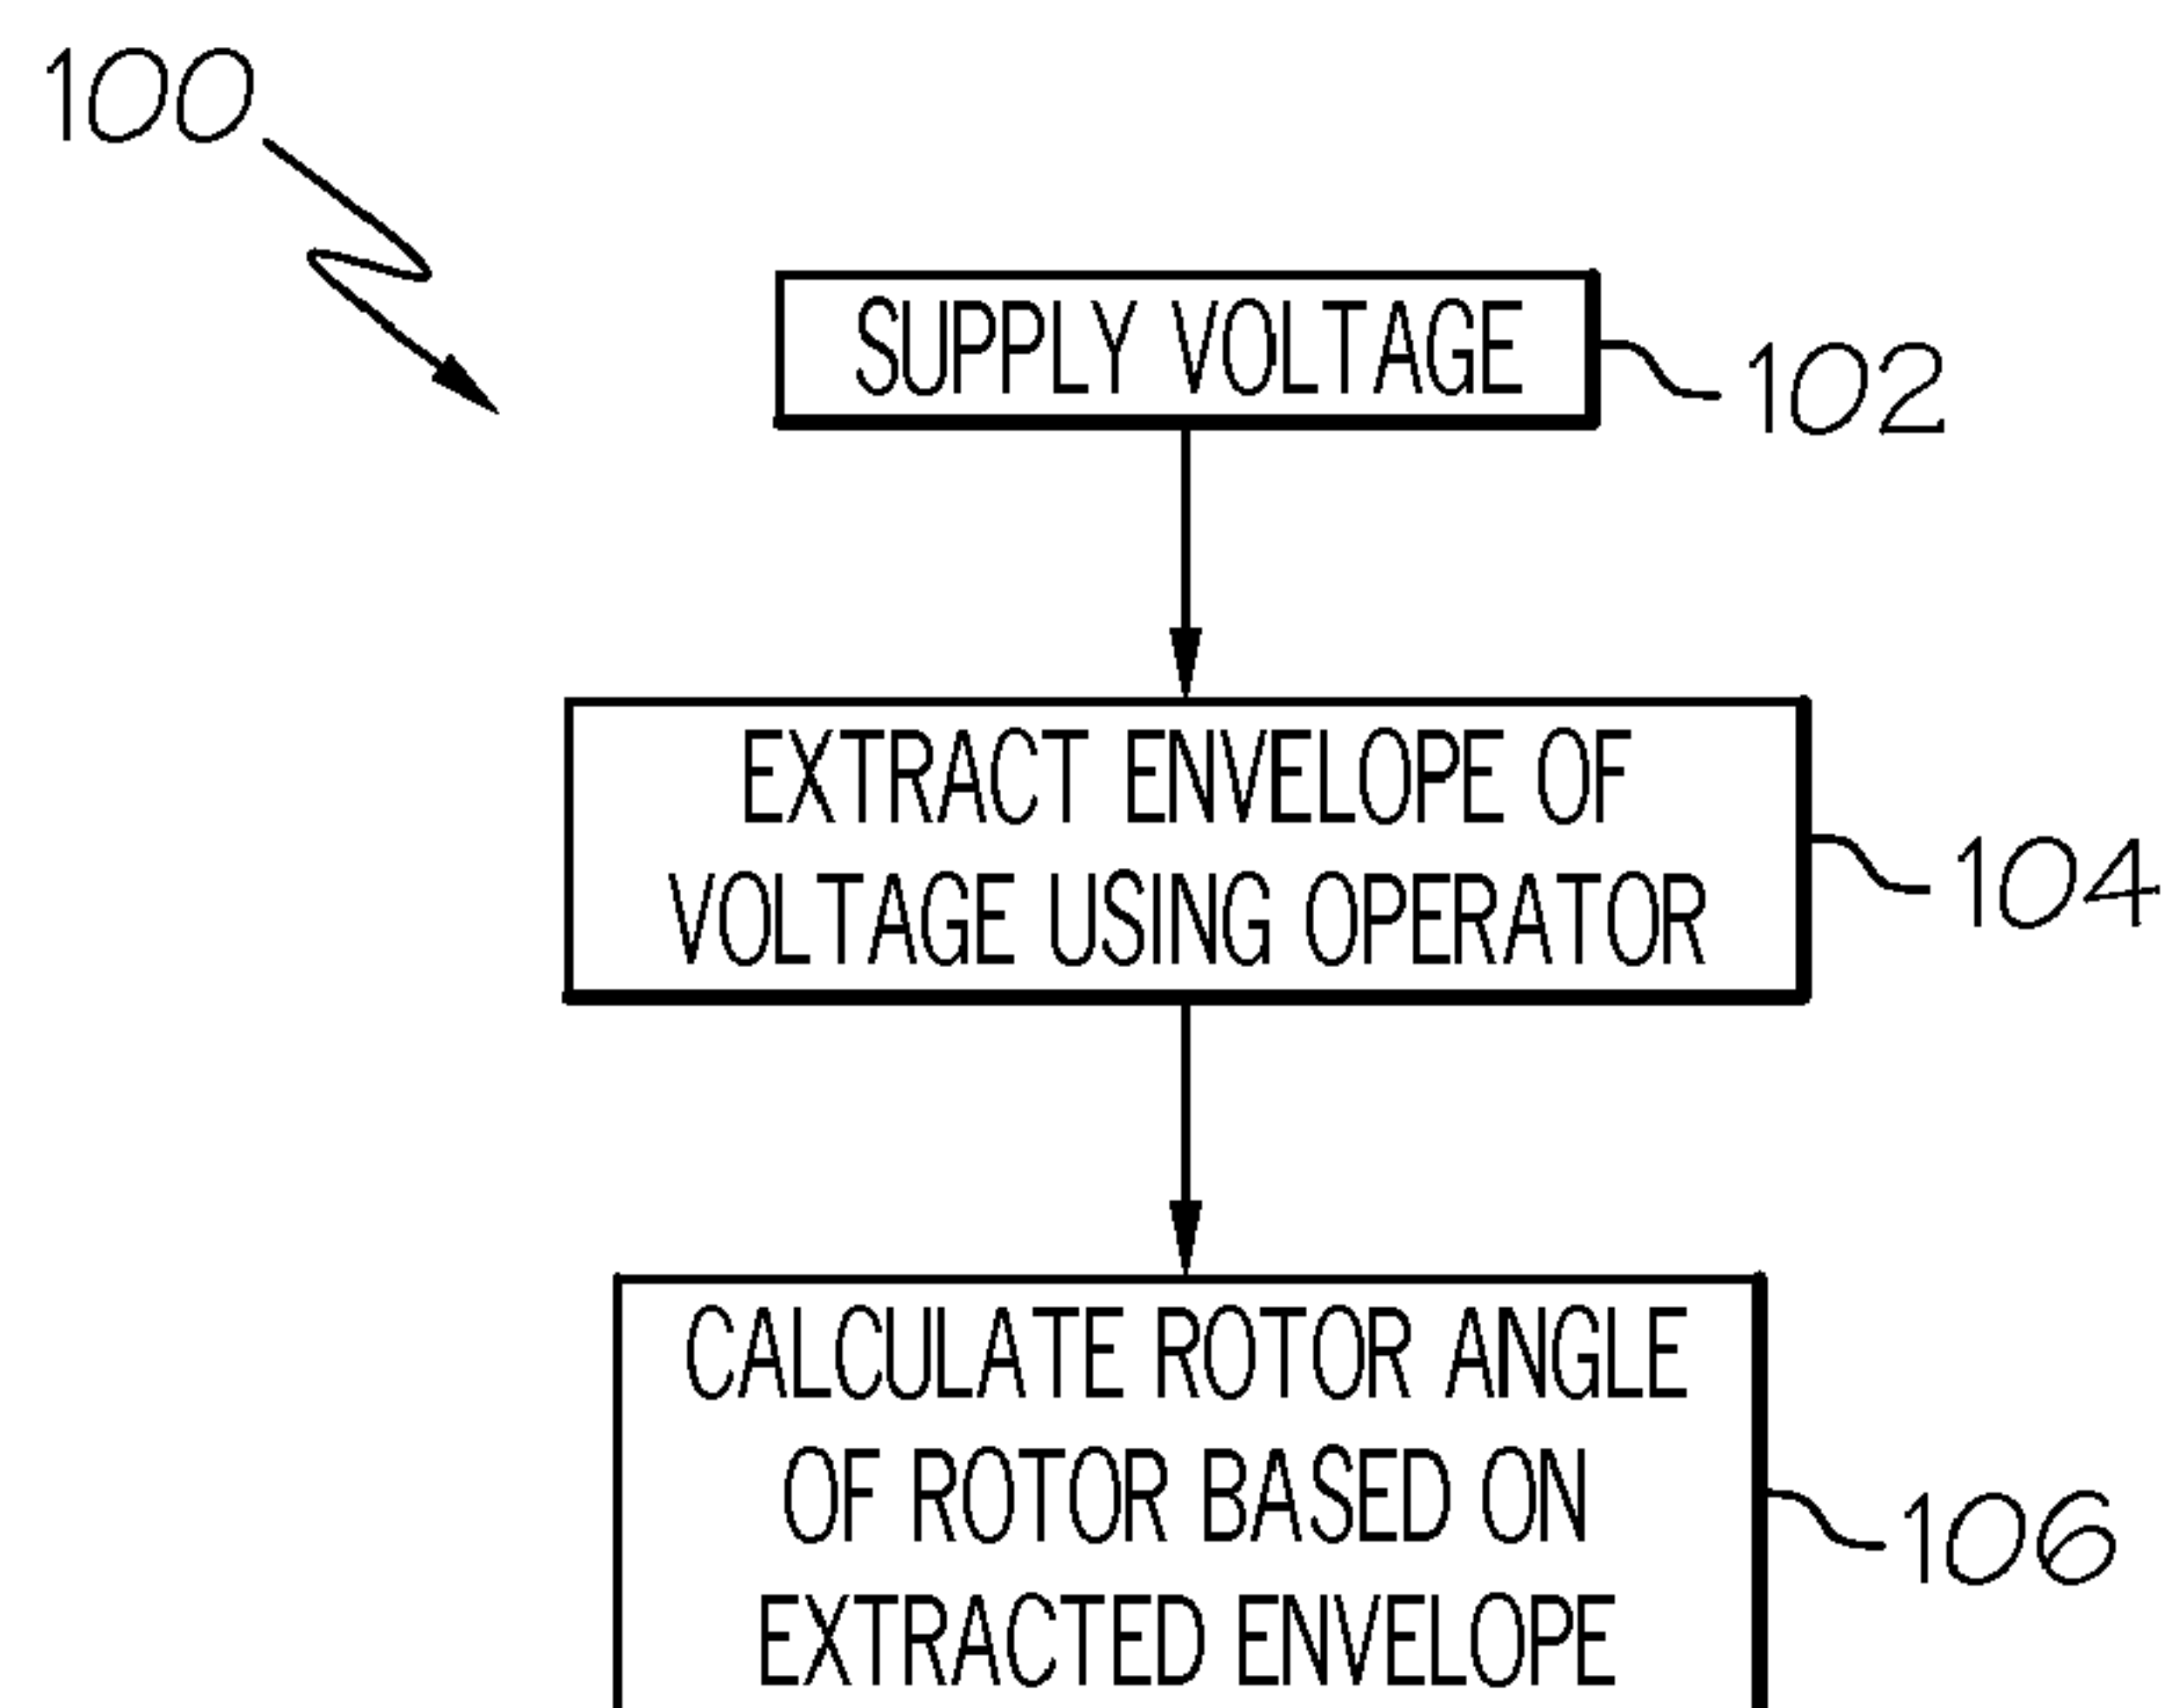 100
SUPPLY VOLTAGE
102
EXTRACT ENVELOPE OF
VOLTAGE USING OPERATOR
104
CALCULATE ROTOR ANGLE
OF ROTOR BASED ON
EXTRACTED ENVELOPE
106